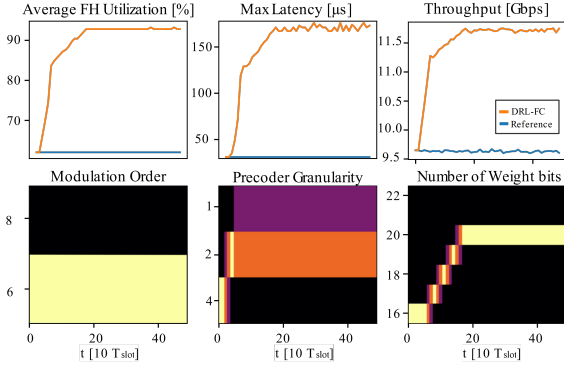 Average FH Utilization [%]
Max Latency [µs]
Throughput [Gbps]
90
80
70
60
150
100
50
11.5
11.0
10.5
10.0
9.5
DRL-FC
Reference
Modulation Order
Precoder Granularity
Number of Weight bits
8
6
1
2
4
22
20
18
16
0
20
40
0
20
40
0
20
40
t [10 Tslot]
t [10 Tslot]
t [10 Tslot]